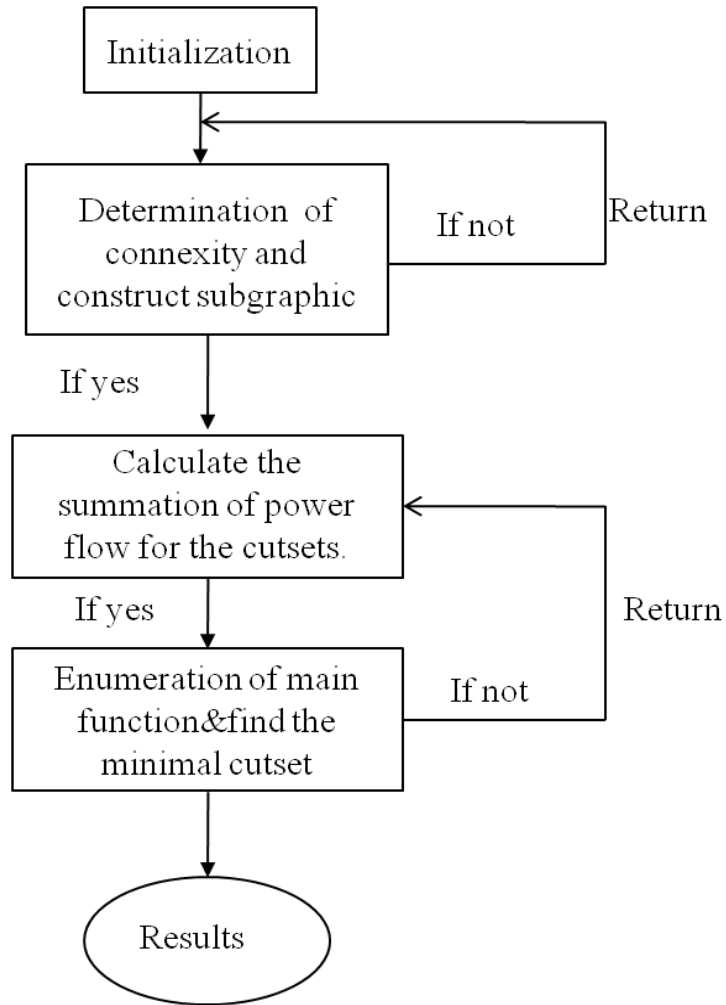 Initialization
Determination of
connexity and
construct subgraphic
If not
Return
If yes
Calculate the
summation of power
flow for the cutsets.
If yes
Return
Enumeration of main
function&find the
minimal cutset
If not
Results